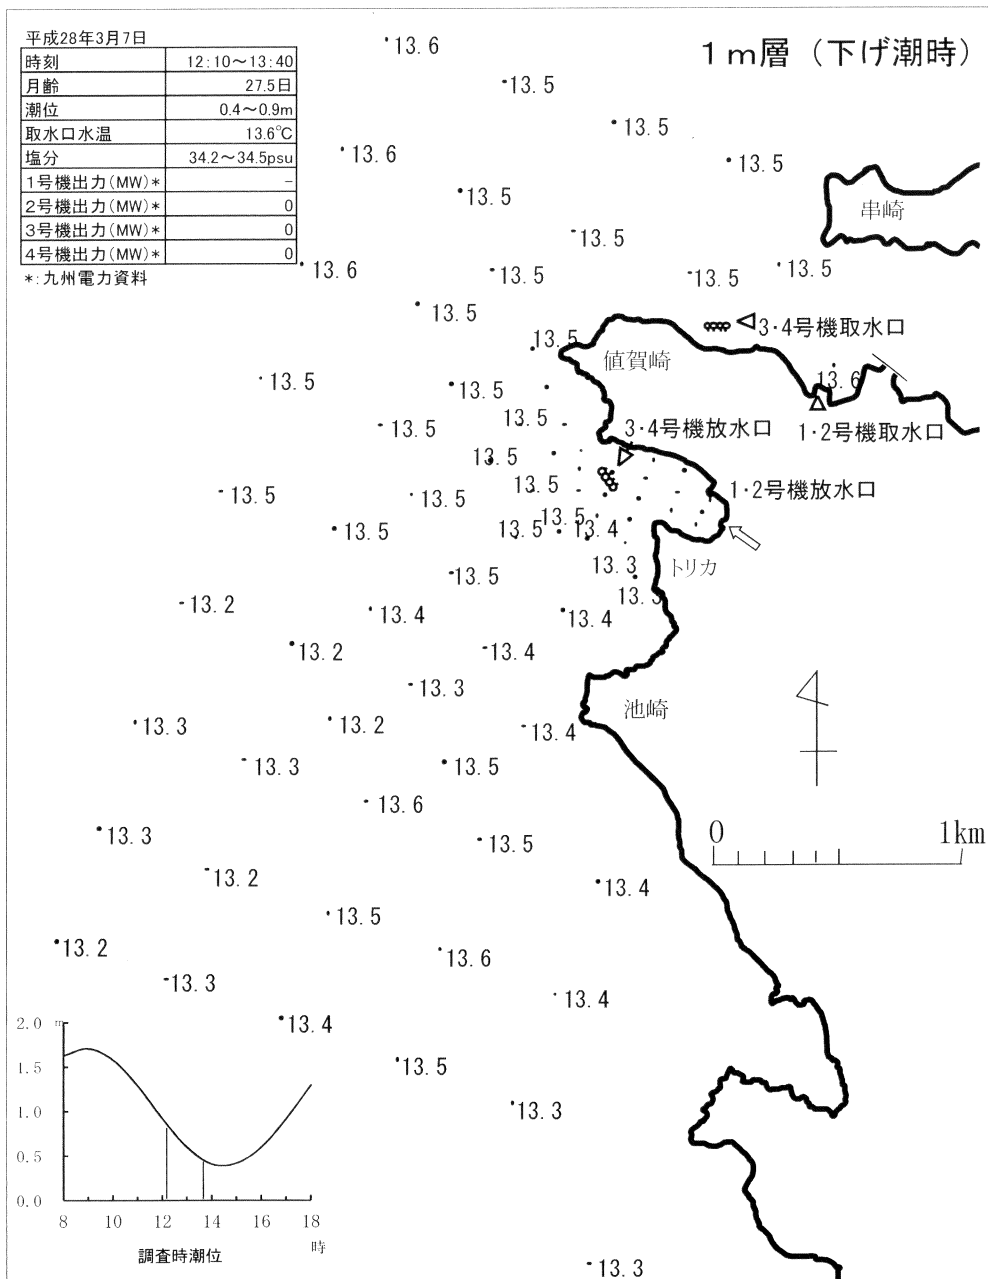 平成28年3月7日
1m層（下げ潮時）
時刻 12:10～13:40
月齢 27.5日
潮位 0.4～0.9m
取水口水温 13.6℃
塩分 34.2～34.5psu
1号機出力(MW)* -
2号機出力(MW)* 0
3号機出力(MW)* 0
4号機出力(MW)* 0
*:九州電力資料
13.6
13.5
13.5
13.6
13.5
13.5
串崎
13.5
13.6
13.5
13.5
13.5
13.5
3・4号機取水口
13.5
値賀崎
13.5
13.5
13.6
13.5
13.5
3・4号機放水口
1・2号機取水口
13.5
13.5
13.5
13.5
1・2号機放水口
13.5
13.5
13.5
13.4
13.3
トリカ
13.5
13.3
13.2
13.4
13.4
13.2
13.4
13.3
池崎
13.3
13.2
13.4
13.3
13.5
13.6
0 1km
13.3
13.5
13.2
13.4
13.5
13.2
13.6
13.3
13.4
13.4
13.5
13.3
13.3
2.0 m
1.5
1.0
0.5
0.0
8 10 12 14 16 18
時
調査時潮位